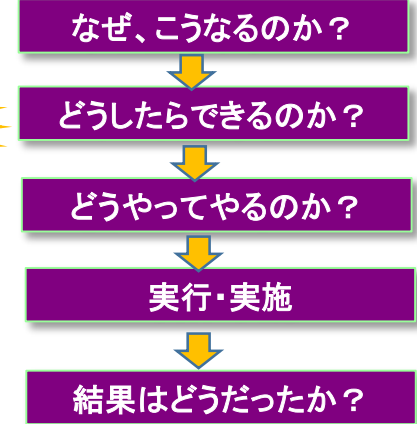 なぜ、こうなるのか？
どうしたらできるのか？
どうやってやるのか？
実行・実施
結果はどうだったか？